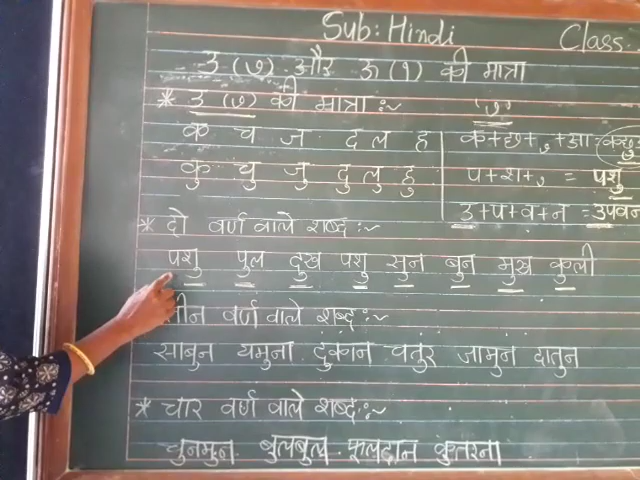 Sub: Hindi Class:
उ (ु) और ऊ (ू) की मात्रा
* उ (ु) की मात्रा :~ 'ु'
क च ज द ल ह
कु चु जु दु लु हु
क+छ+ ु +आ =
प+श+ ु = पशु
उ+प+व+न = उपवन
* दो वर्ण वाले शब्द :~
पशु पुल दुख पशु सुन बुन मुख कुली
तीन वर्ण वाले शब्द :~
साबुन यमुना दुकान चतुर जामुन दातुन
* चार वर्ण वाले शब्द :~
चुनमुन बुलबुल फूलदान कुतरना